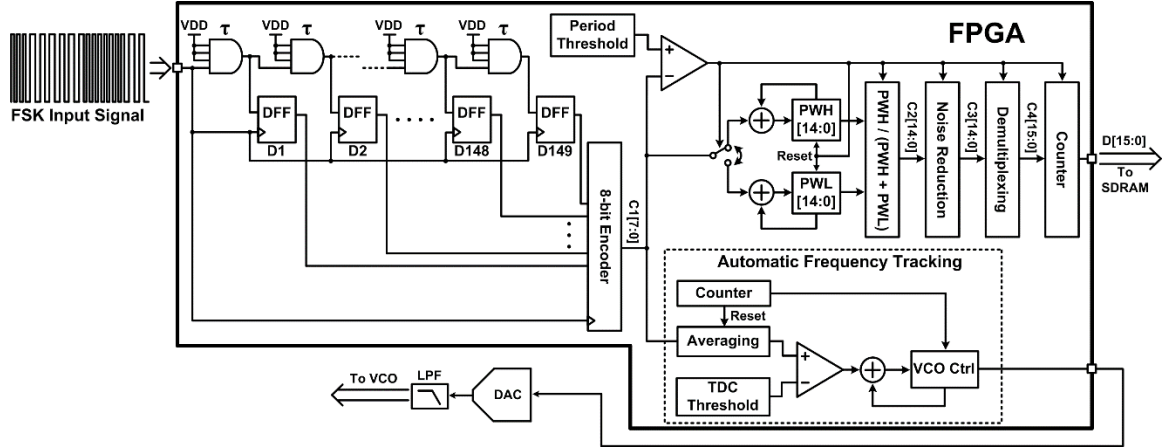 VDD τ VDD τ VDD τ VDD τ
FSK Input Signal
DFF DFF DFF DFF
D1 D2 D148 D149
8-bit Encoder
C1[7:0]
Period
Threshold
+
−
FPGA
PWH
[14:0]
Reset
PWL
[14:0]
PWH / (PWH + PWL)
C2[14:0]
Noise Reduction
C3[14:0]
Demultiplexing
C4[15:0]
Counter
D[15:0]
To
SDRAM
Automatic Frequency Tracking
Counter
Reset
Averaging
TDC
Threshold
+
−
VCO Ctrl
To VCO
LPF
DAC